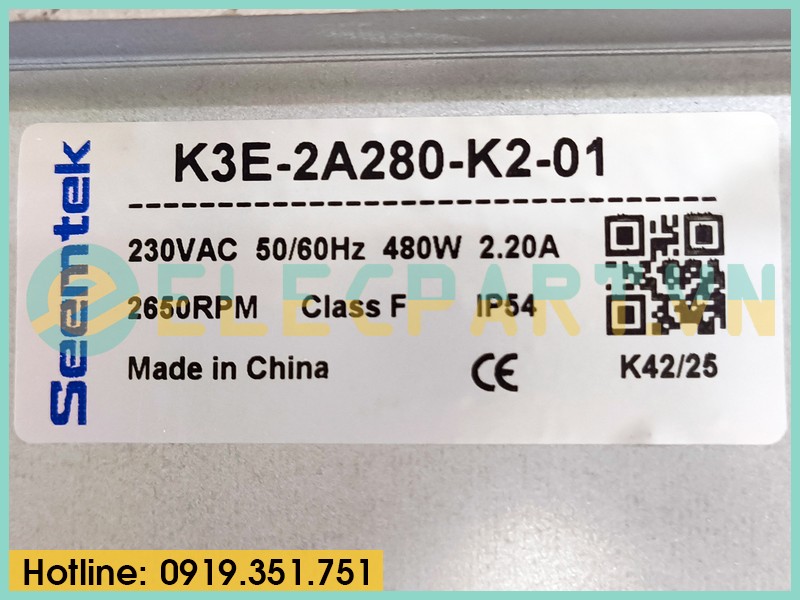 Seemtek
K3E-2A280-K2-01
230VAC 50/60Hz 480W 2.20A
2650RPM Class F IP54
Made in China CE K42/25
ELECPART.VN
Hotline: 0919.351.751